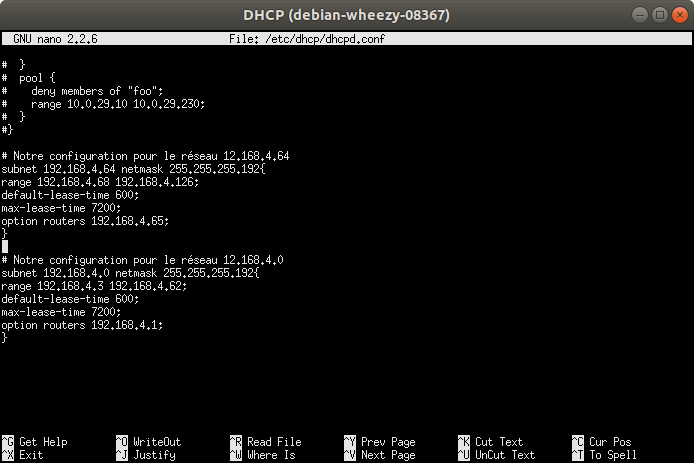 DHCP (debian-wheezy-08367)
GNU nano 2.2.6 File: /etc/dhcp/dhcpd.conf
#  }
#  pool {
#    deny members of "foo";
#    range 10.0.29.10 10.0.29.230;
#  }
#}
# Notre configuration pour le réseau 12.168.4.64
subnet 192.168.4.64 netmask 255.255.255.192{
range 192.168.4.68 192.168.4.126;
default-lease-time 600;
max-lease-time 7200;
option routers 192.168.4.65;
}
# Notre configuration pour le réseau 12.168.4.0
subnet 192.168.4.0 netmask 255.255.255.192{
range 192.168.4.3 192.168.4.62;
default-lease-time 600;
max-lease-time 7200;
option routers 192.168.4.1;
}
^G Get Help ^O WriteOut ^R Read File ^Y Prev Page ^K Cut Text ^C Cur Pos
^X Exit ^J Justify ^W Where Is ^V Next Page ^U UnCut Text ^T To Spell